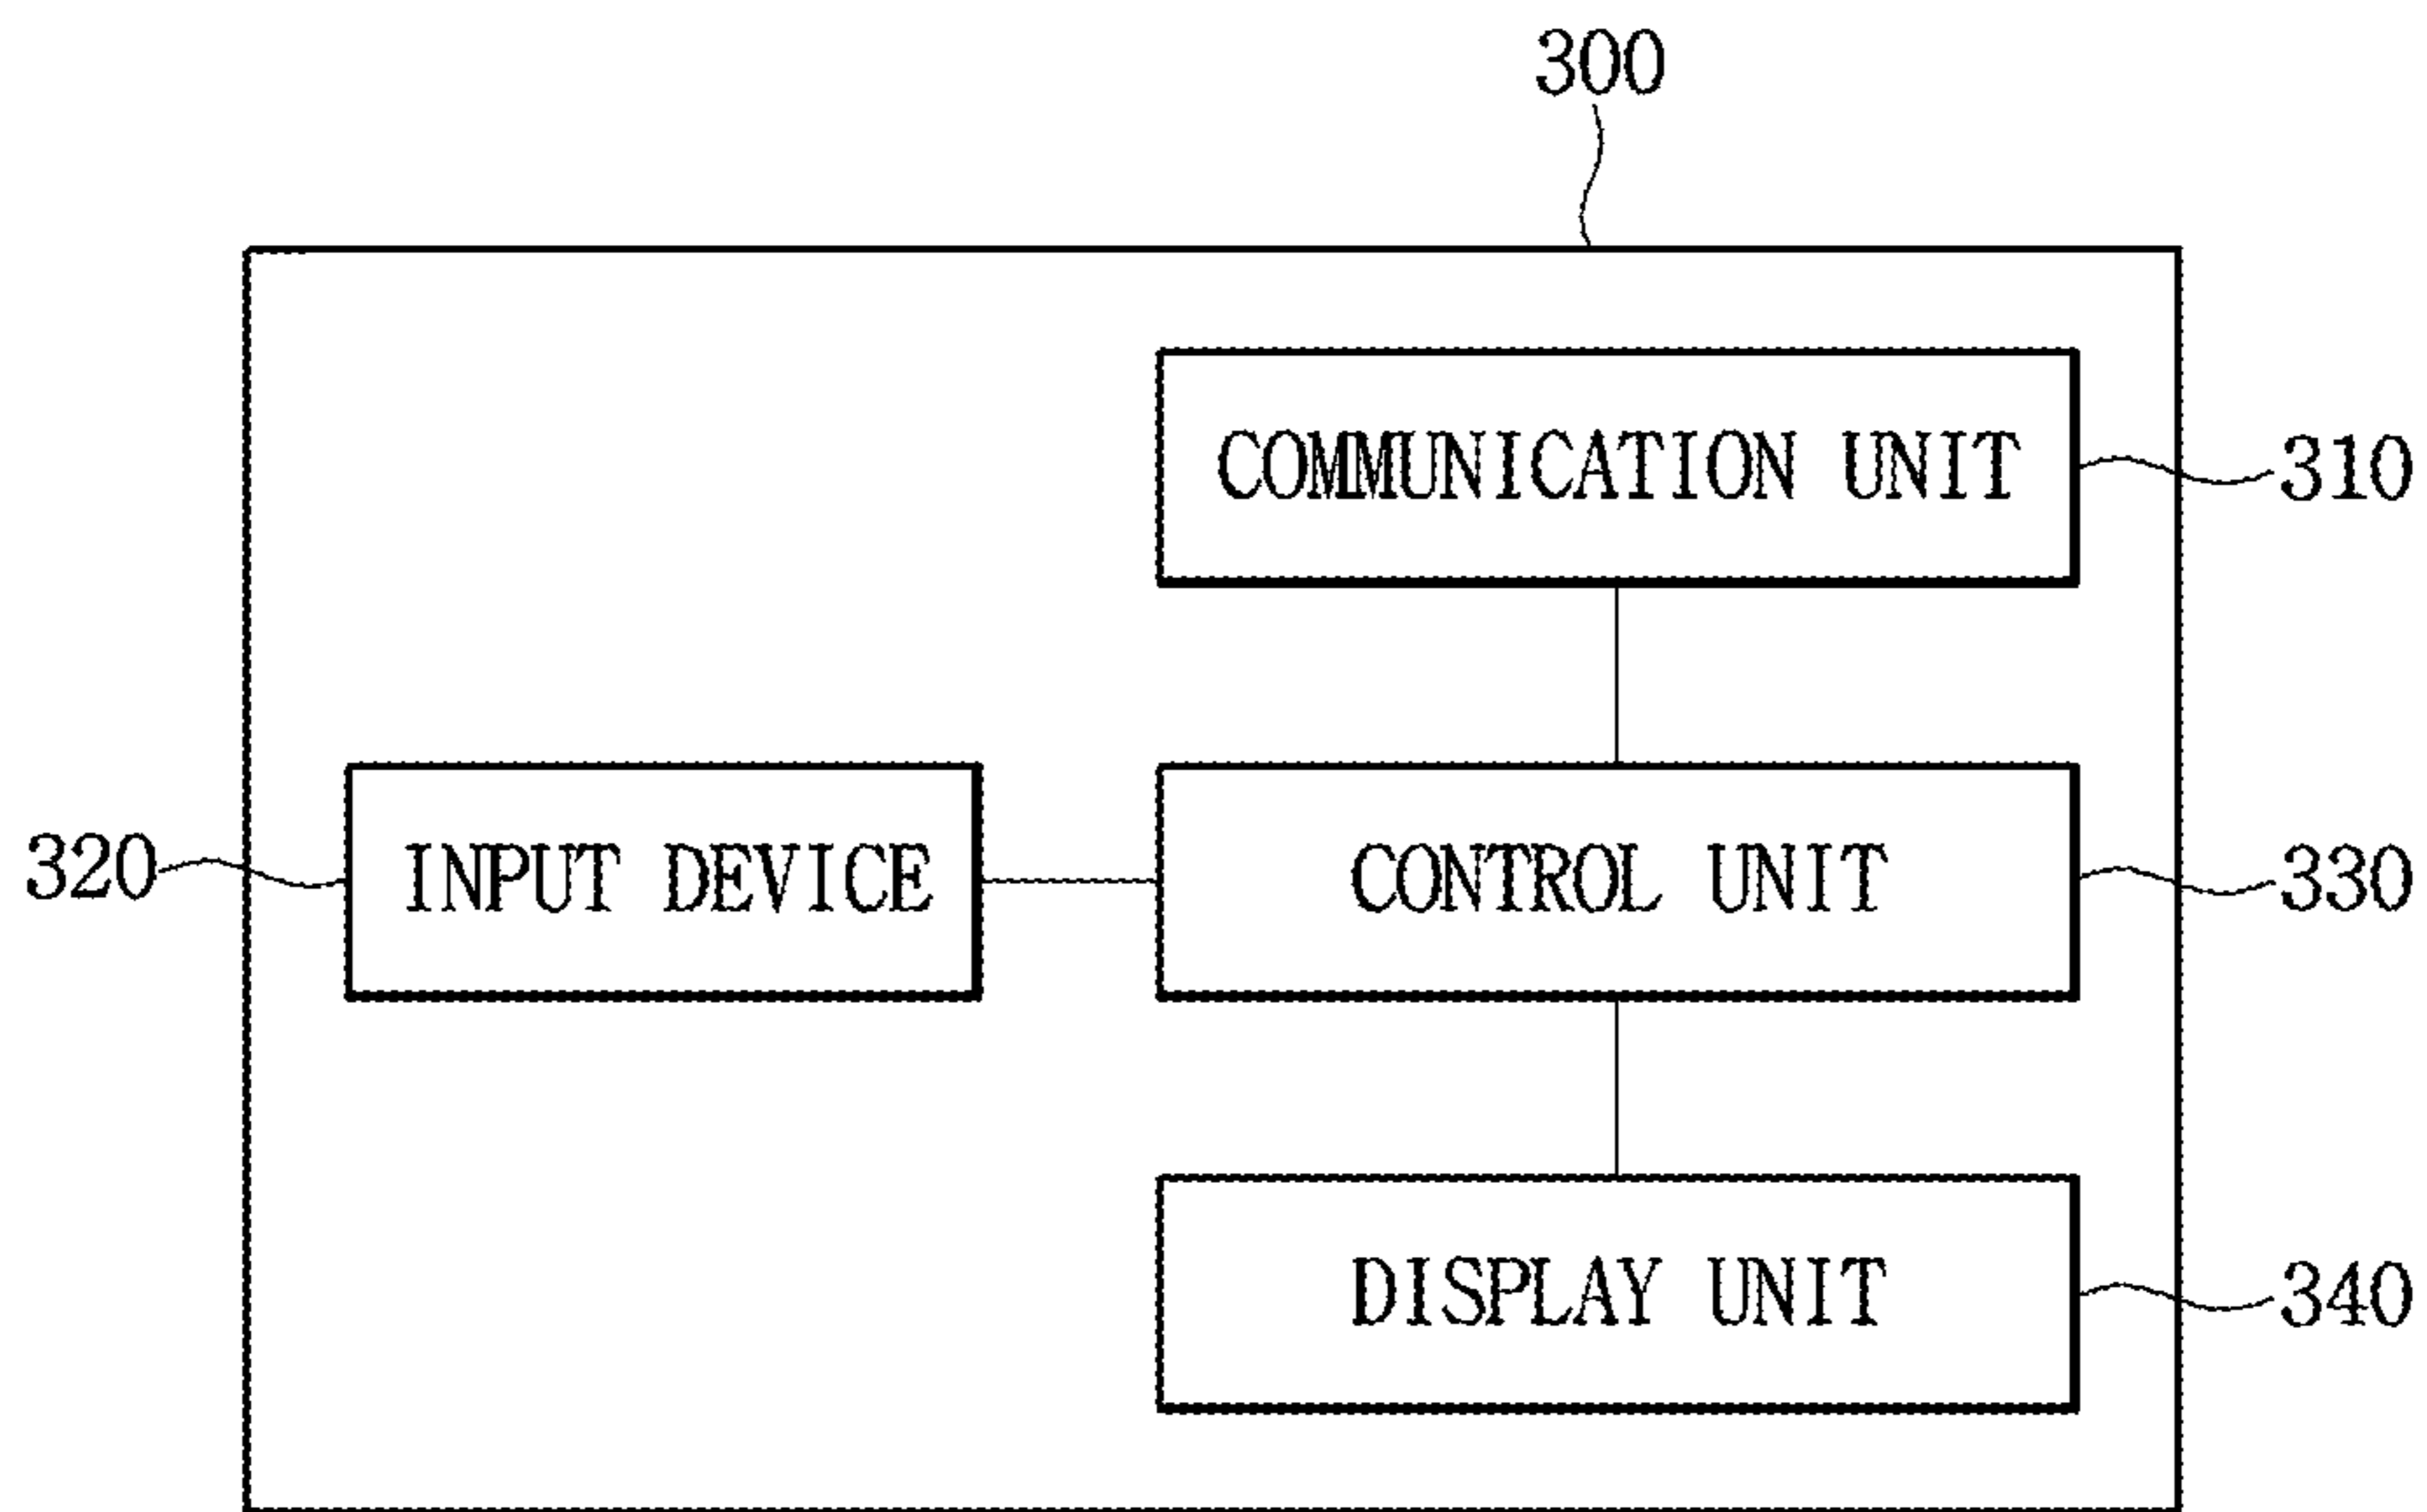 300
COMMUNICATION UNIT
310
320
INPUT DEVICE
CONTROL UNIT
330
DISPLAY UNIT
340